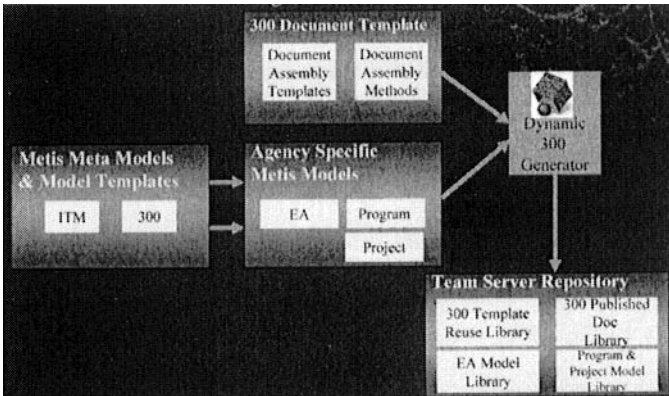 300 Document Template
Document
Assembly
Templates
Document
Assembly
Methods
Dynamic
300
Generator
Metis Meta Models
& Model Templates
ITM
300
Agency Specific
Metis Models
EA
Program
Project
Team Server Repository
300 Template
Reuse Library
300 Published
Doc
Library
EA Model
Library
Program &
Project Model
Library